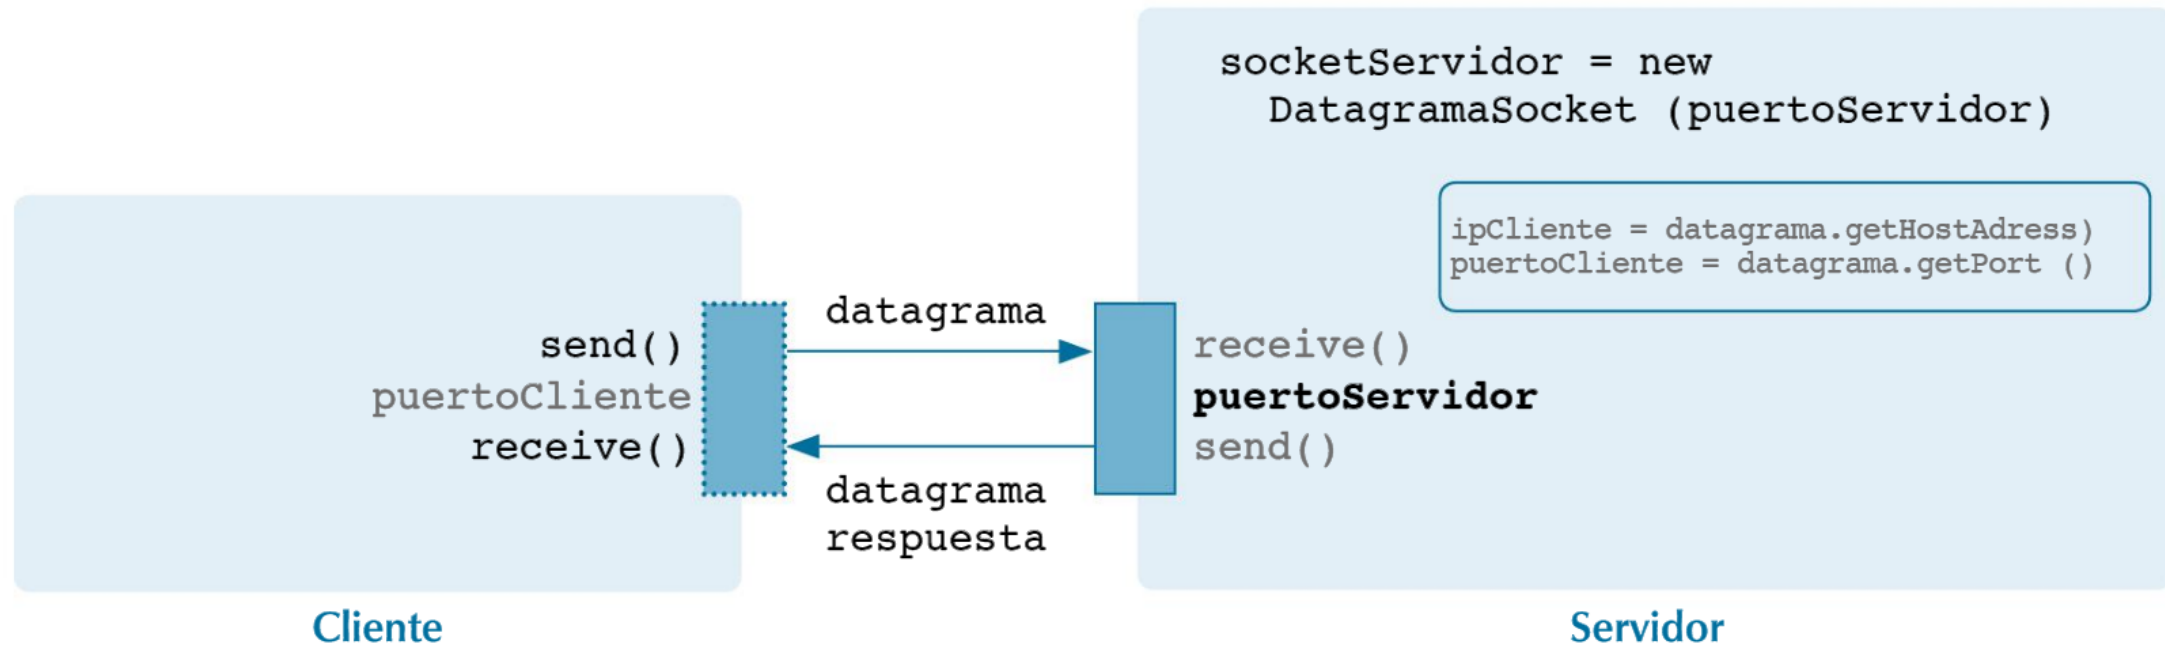 socketServidor = new
DatagramaSocket (puertoServidor)
ipCliente = datagrama.getHostAdress)
puertoCliente = datagrama.getPort ()
send()
puertoCliente
receive()
datagrama
datagrama
respuesta
receive()
puertoServidor
send()
Cliente
Servidor